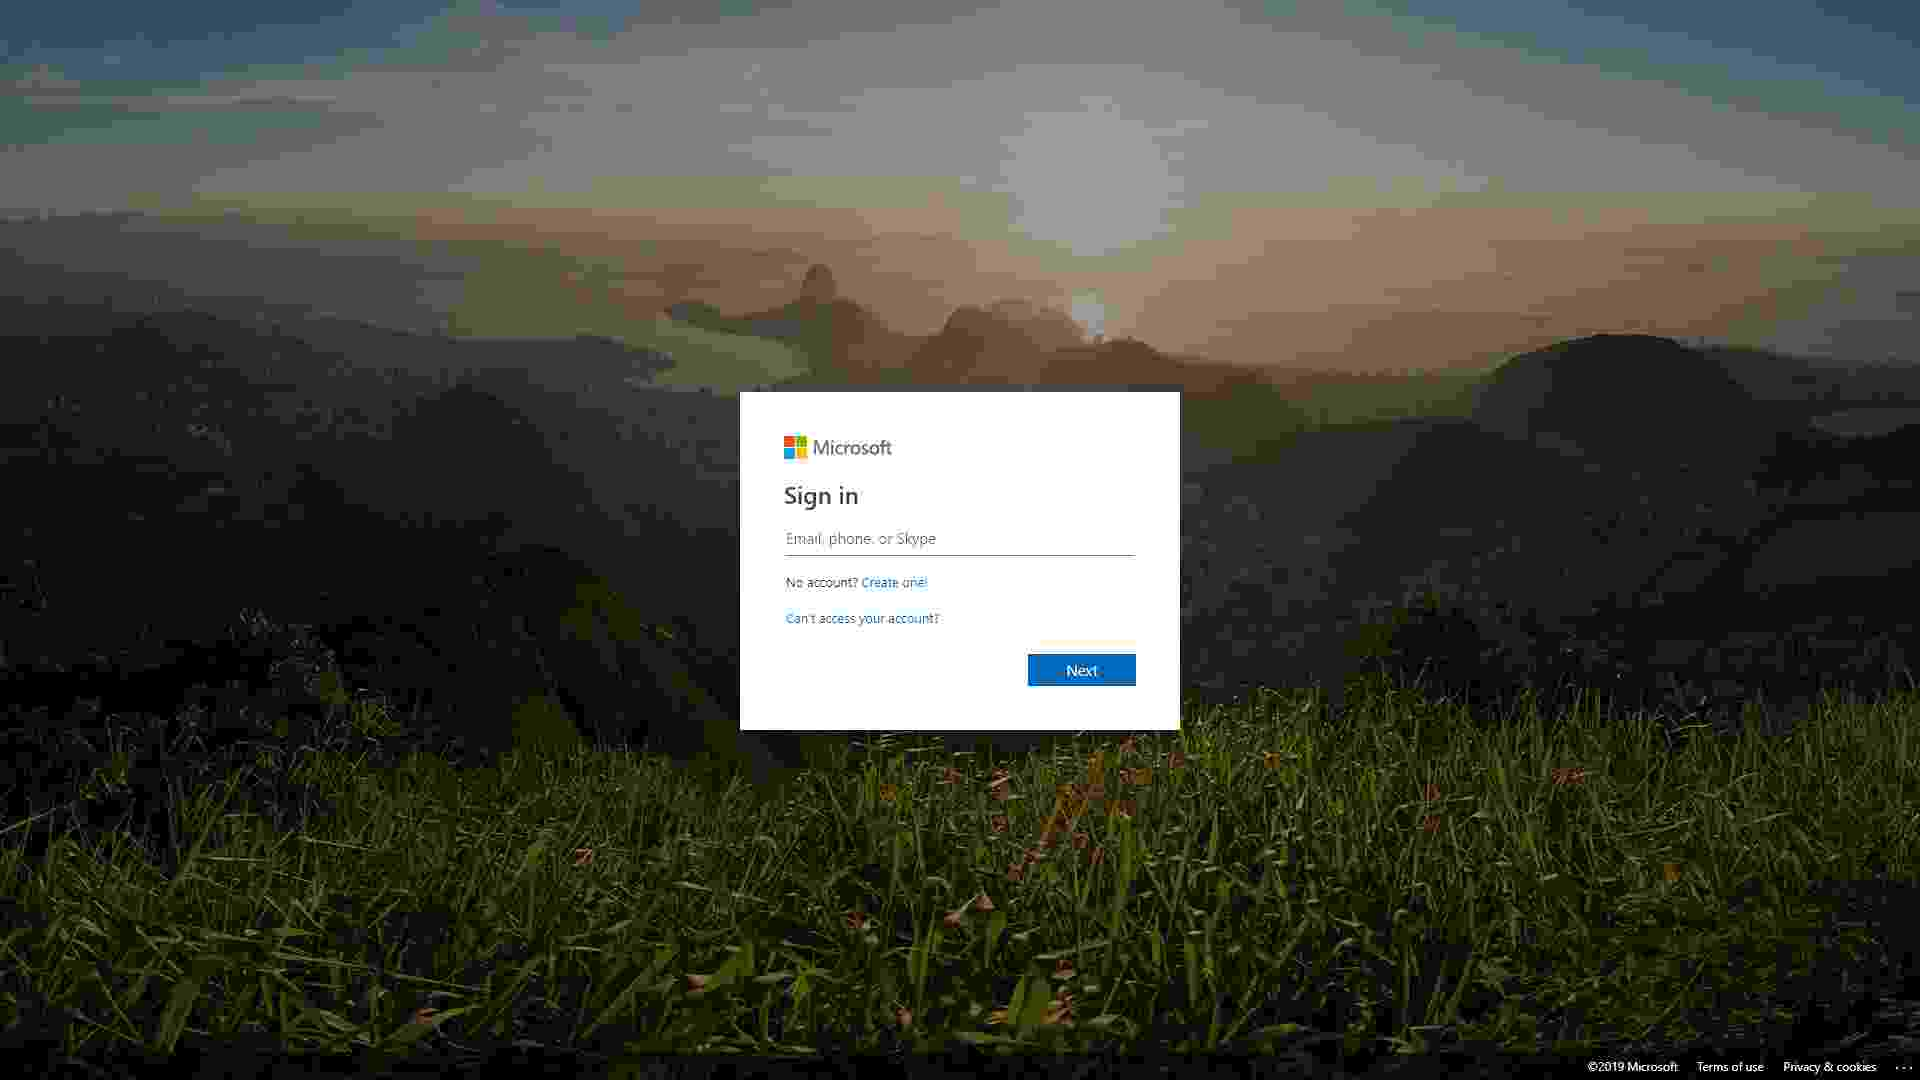 Microsoft
Sign in
Email, phone, or Skype
No account? Create one!
Can't access your account?
Next
©2019 Microsoft Terms of use Privacy & cookies ...